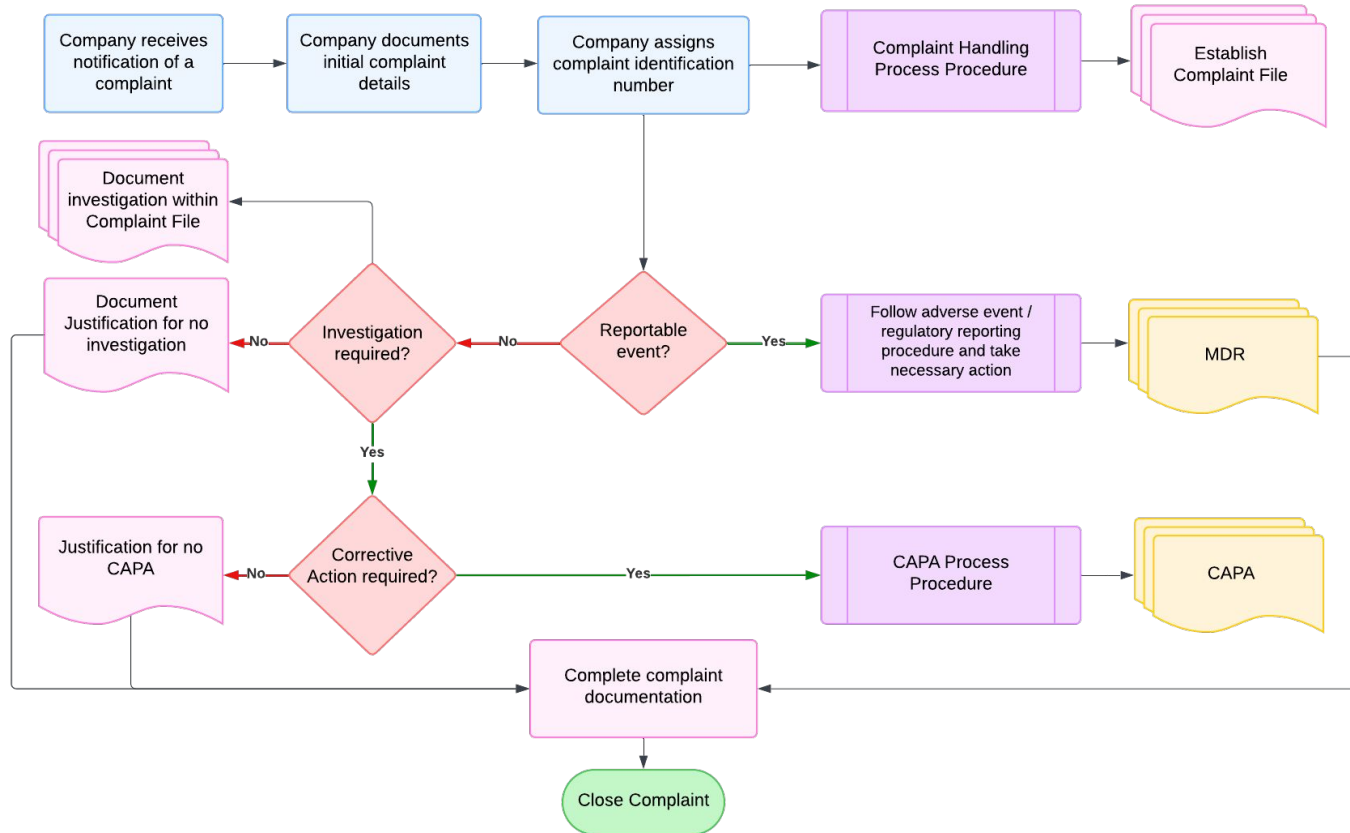 Company receives
notification of a
complaint
Company documents
initial complaint
details
Company assigns
complaint identification
number
Complaint Handling
Process Procedure
Establish
Complaint File
Document
investigation within
Complaint File
Document
Justification for no
investigation
No
Investigation
required?
No
Reportable
event?
Yes
Follow adverse event /
regulatory reporting
procedure and take
necessary action
MDR
Yes
Justification for no
CAPA
No
Corrective
Action required?
Yes
CAPA Process
Procedure
CAPA
Complete complaint
documentation
Close Complaint